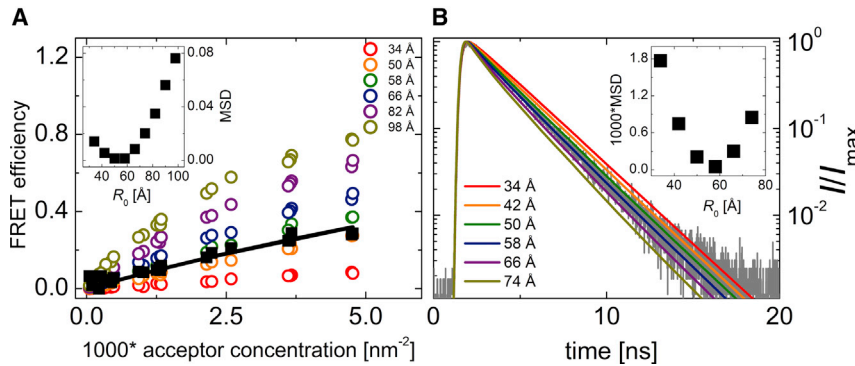 A
FRET efficiency
1.2
0.8
0.4
0.0
0.0
2.5
5.0
1000* acceptor concentration [nm⁻²]
34 Å
50 Å
58 Å
66 Å
82 Å
98 Å
0.08
0.04
0.00
MSD
40 60 80 100
R₀ [Å]
B
34 Å
42 Å
50 Å
58 Å
66 Å
74 Å
1000*MSD
1.8
1.2
0.6
0.0
40 60 80
R₀ [Å]
10⁰
10⁻¹
10⁻²
I/Imax
0 10 20
time [ns]